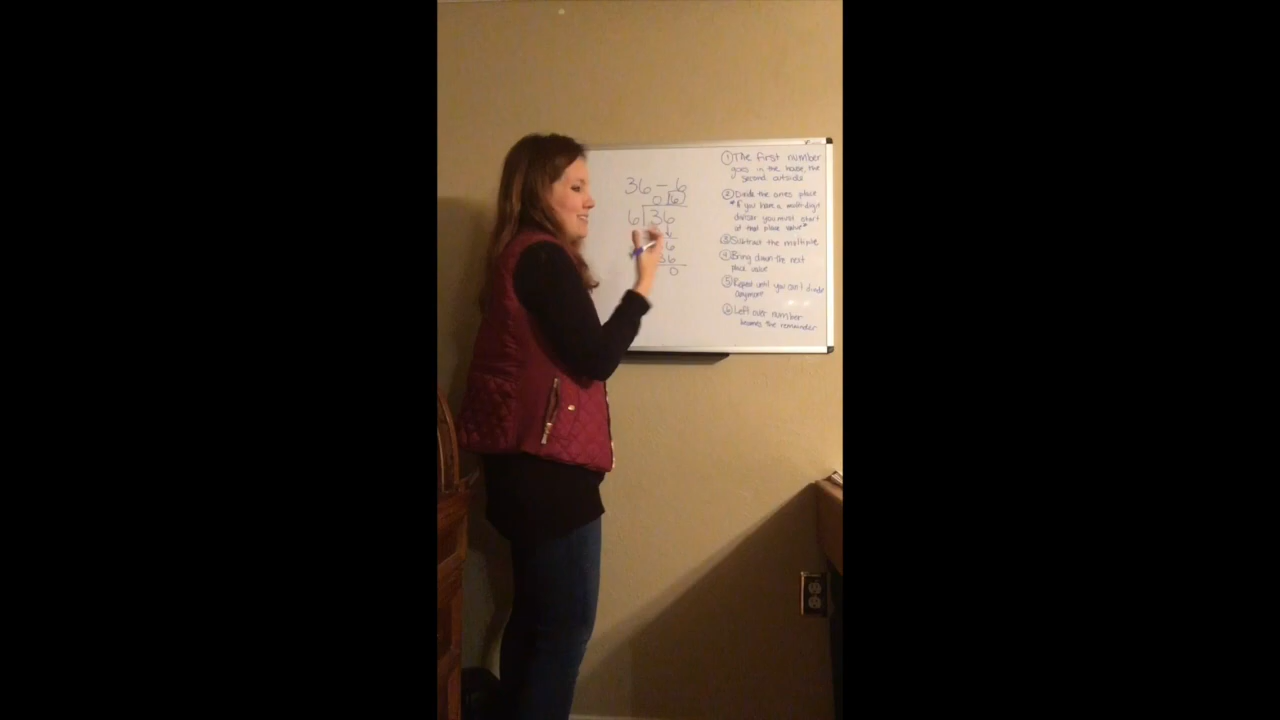 36 – 6
0 6
6 36
6
36
0
① The first number
goes in the house, the
second outside
② Divide the ones place
*If you have a multi-digit
divisor you must start
at that place value*
③ Subtract the multiple
④ Bring down the next
place value
⑤ Repeat until you can't divide
anymore
⑥ Left over number
becomes the remainder